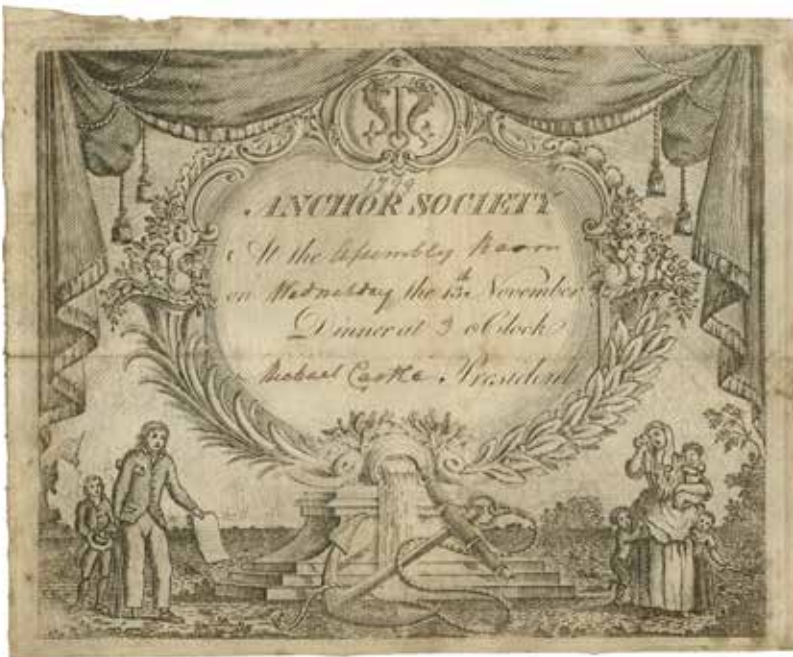 1799
ANCHOR SOCIETY
At the Assembly Room
on Wednesday the 13th November
Dinner at 3 o'Clock
Michael Castle President